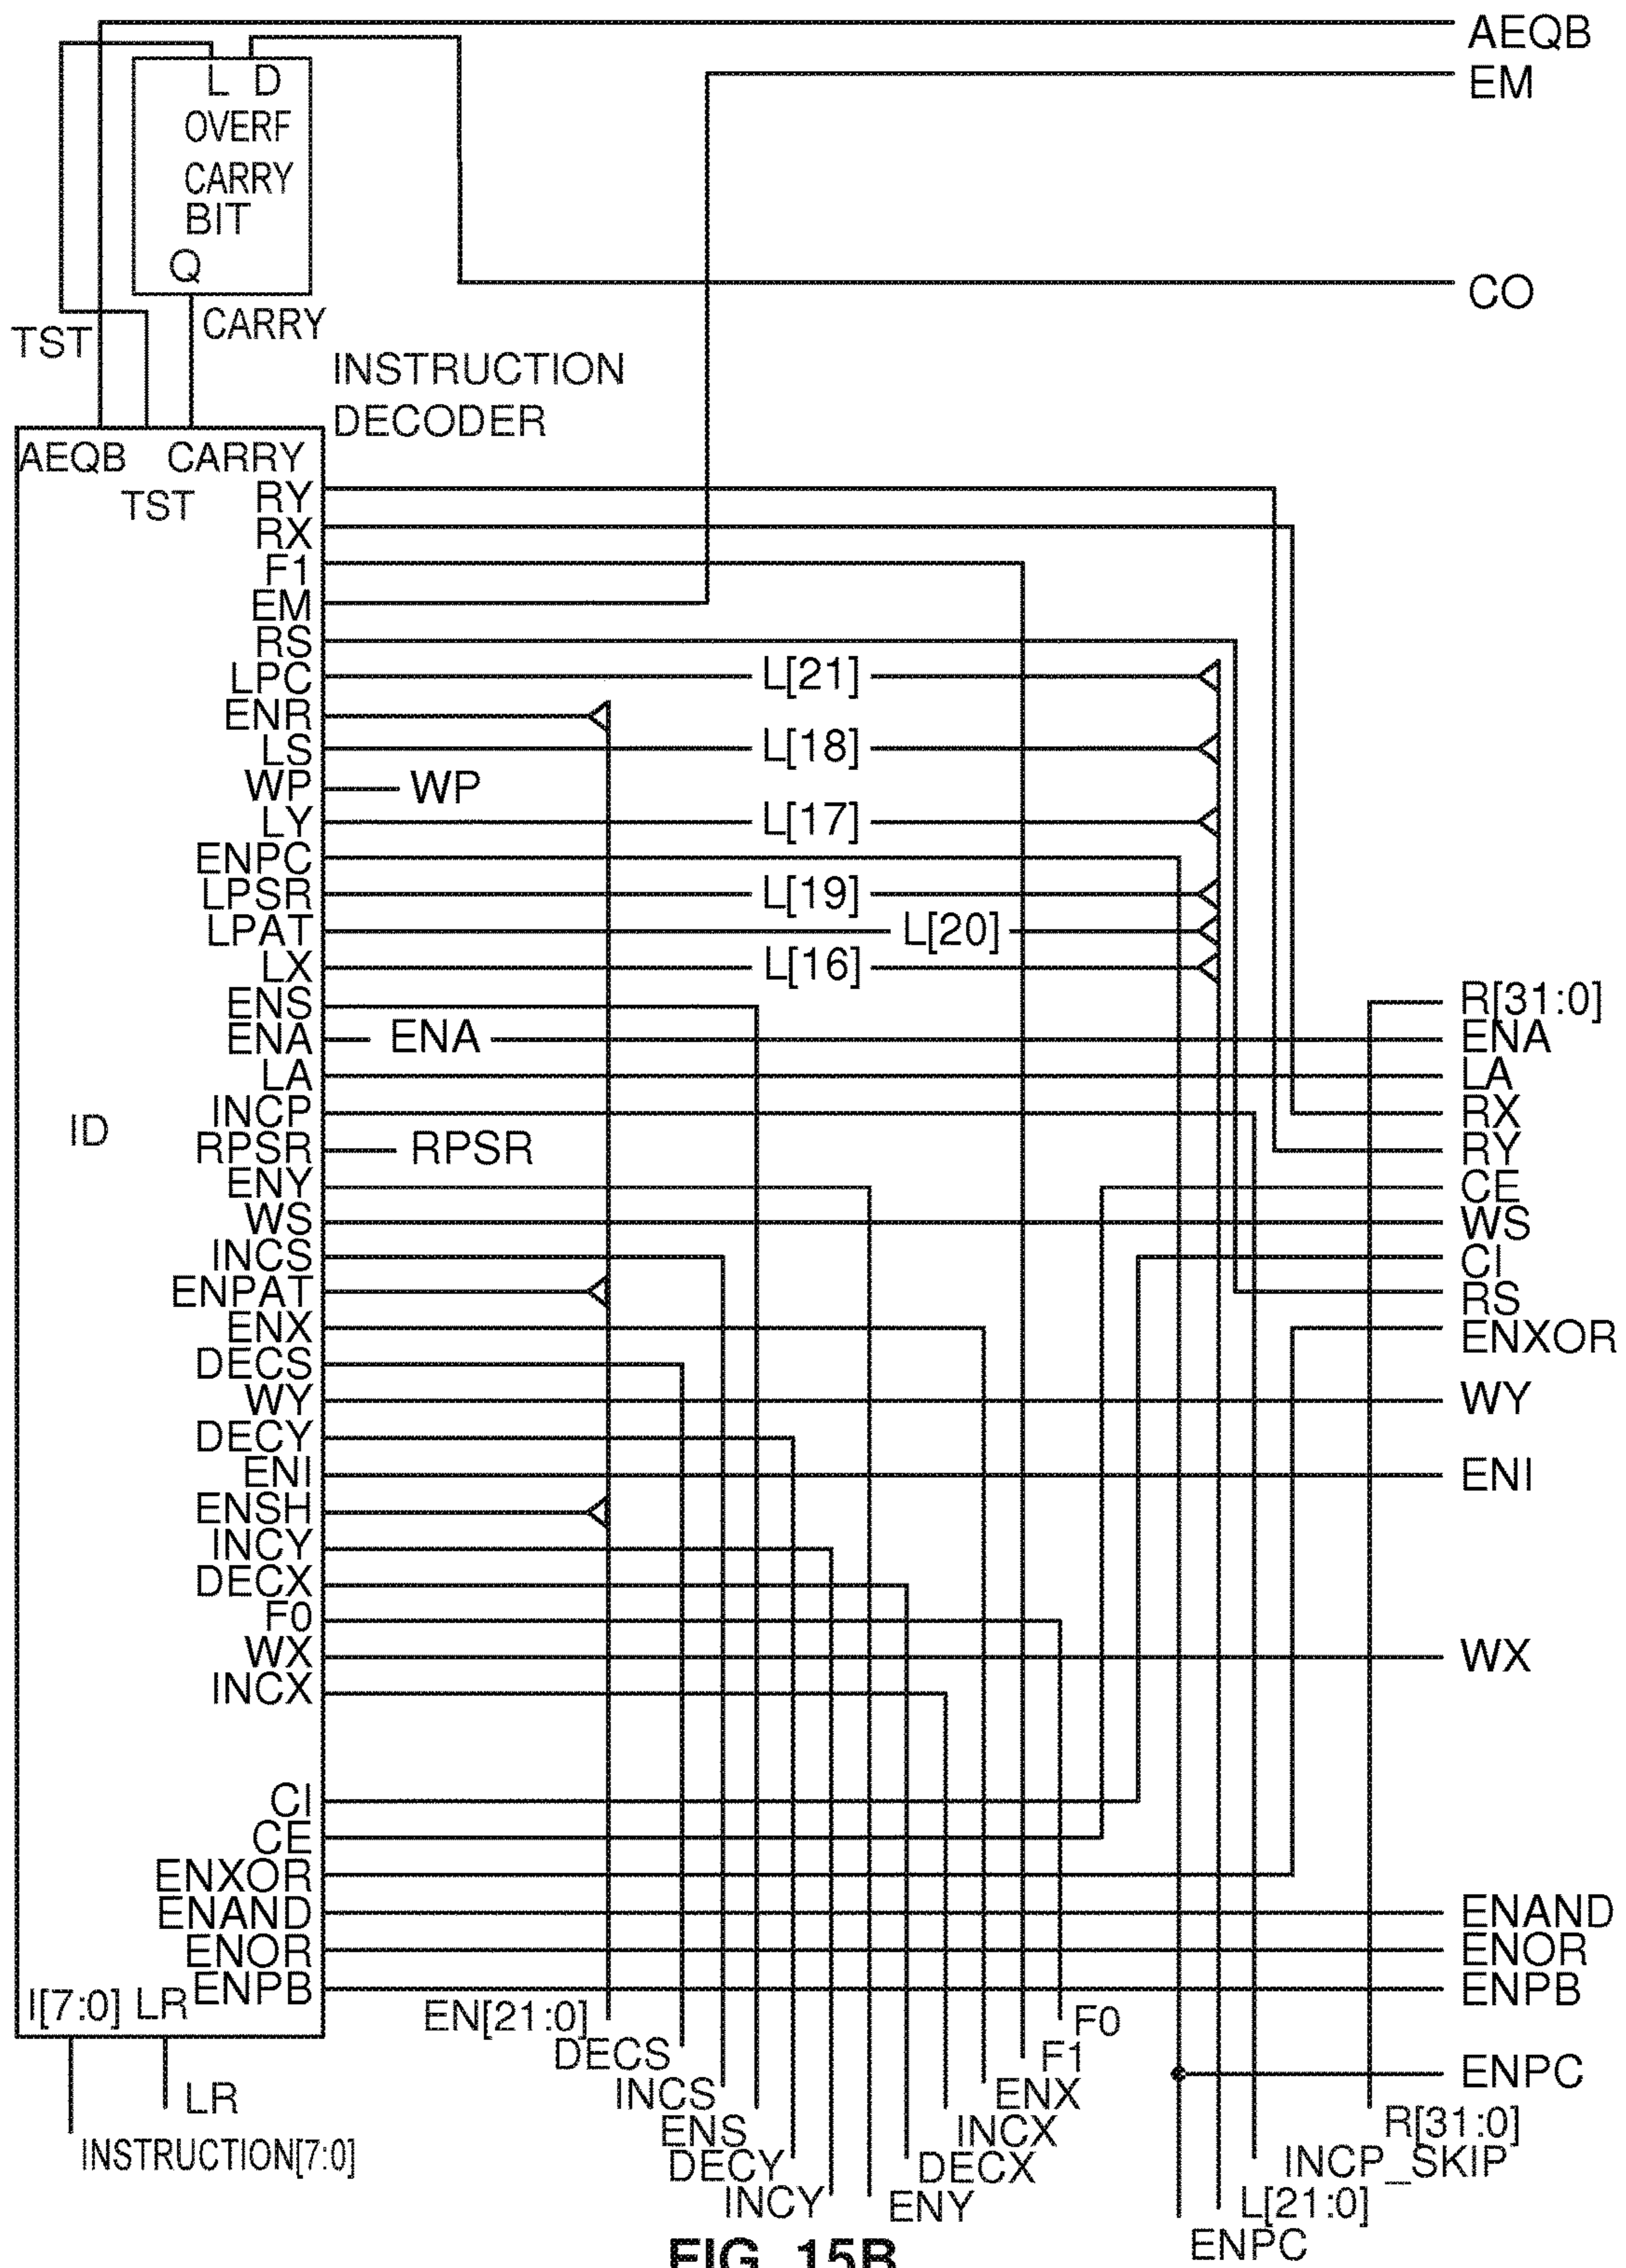 AEQB
EM
L D
OVERF
CARRY
BIT
Q
CO
TST
CARRY
INSTRUCTION
DECODER
AEQB CARRY
TST
RY
RX
F1
EM
RS
LPC L[21]
ENR
LS L[18]
WP WP
LY L[17]
ENPC
LPSR L[19]
LPAT L[20]
LX L[16]
ENS R[31:0]
ENA ENA ENA
LA LA
ID INCP RX
RPSR RPSR RY
ENY CE
WS WS
INCS CI
ENPAT RS
ENX ENXOR
DECS
WY WY
DECY
ENI ENI
ENSH
INCY
DECX
F0
WX WX
INCX
CI
CE
ENXOR
ENAND ENAND
ENOR ENOR
ENPB ENPB
I[7:0] LR
EN[21:0] F0
DECS F1
ENPC
LR INCS ENX
ENS INCX R[31:0]
INSTRUCTION[7:0] DECY DECX INCP_SKIP
INCY ENY L[21:0]
ENPC
FIG. 15B